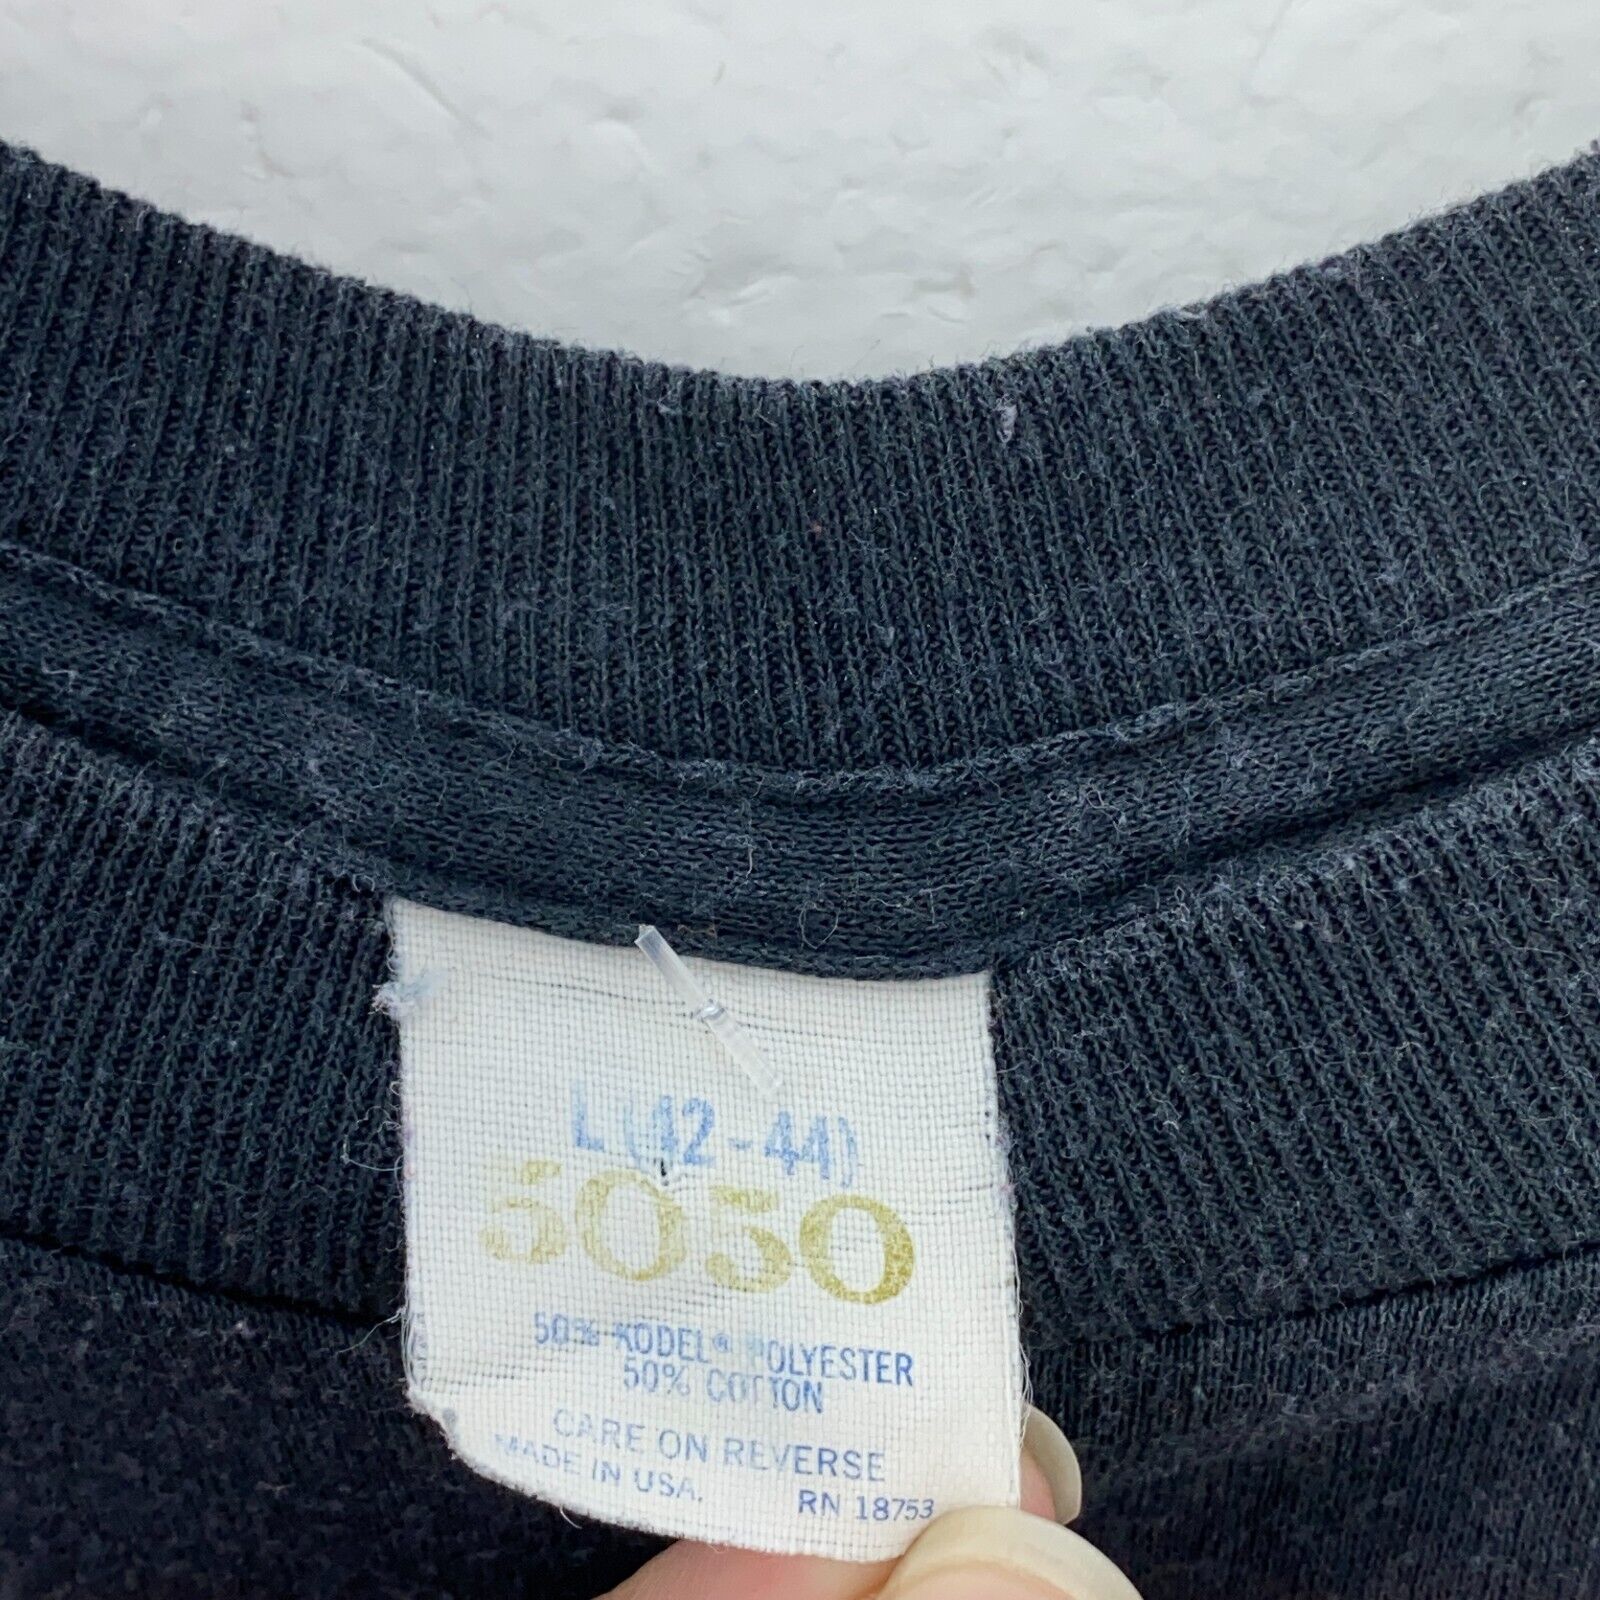 L (42-44)
5050
50% KODEL® POLYESTER
50% COTTON
CARE ON REVERSE
MADE IN USA.
RN 18753